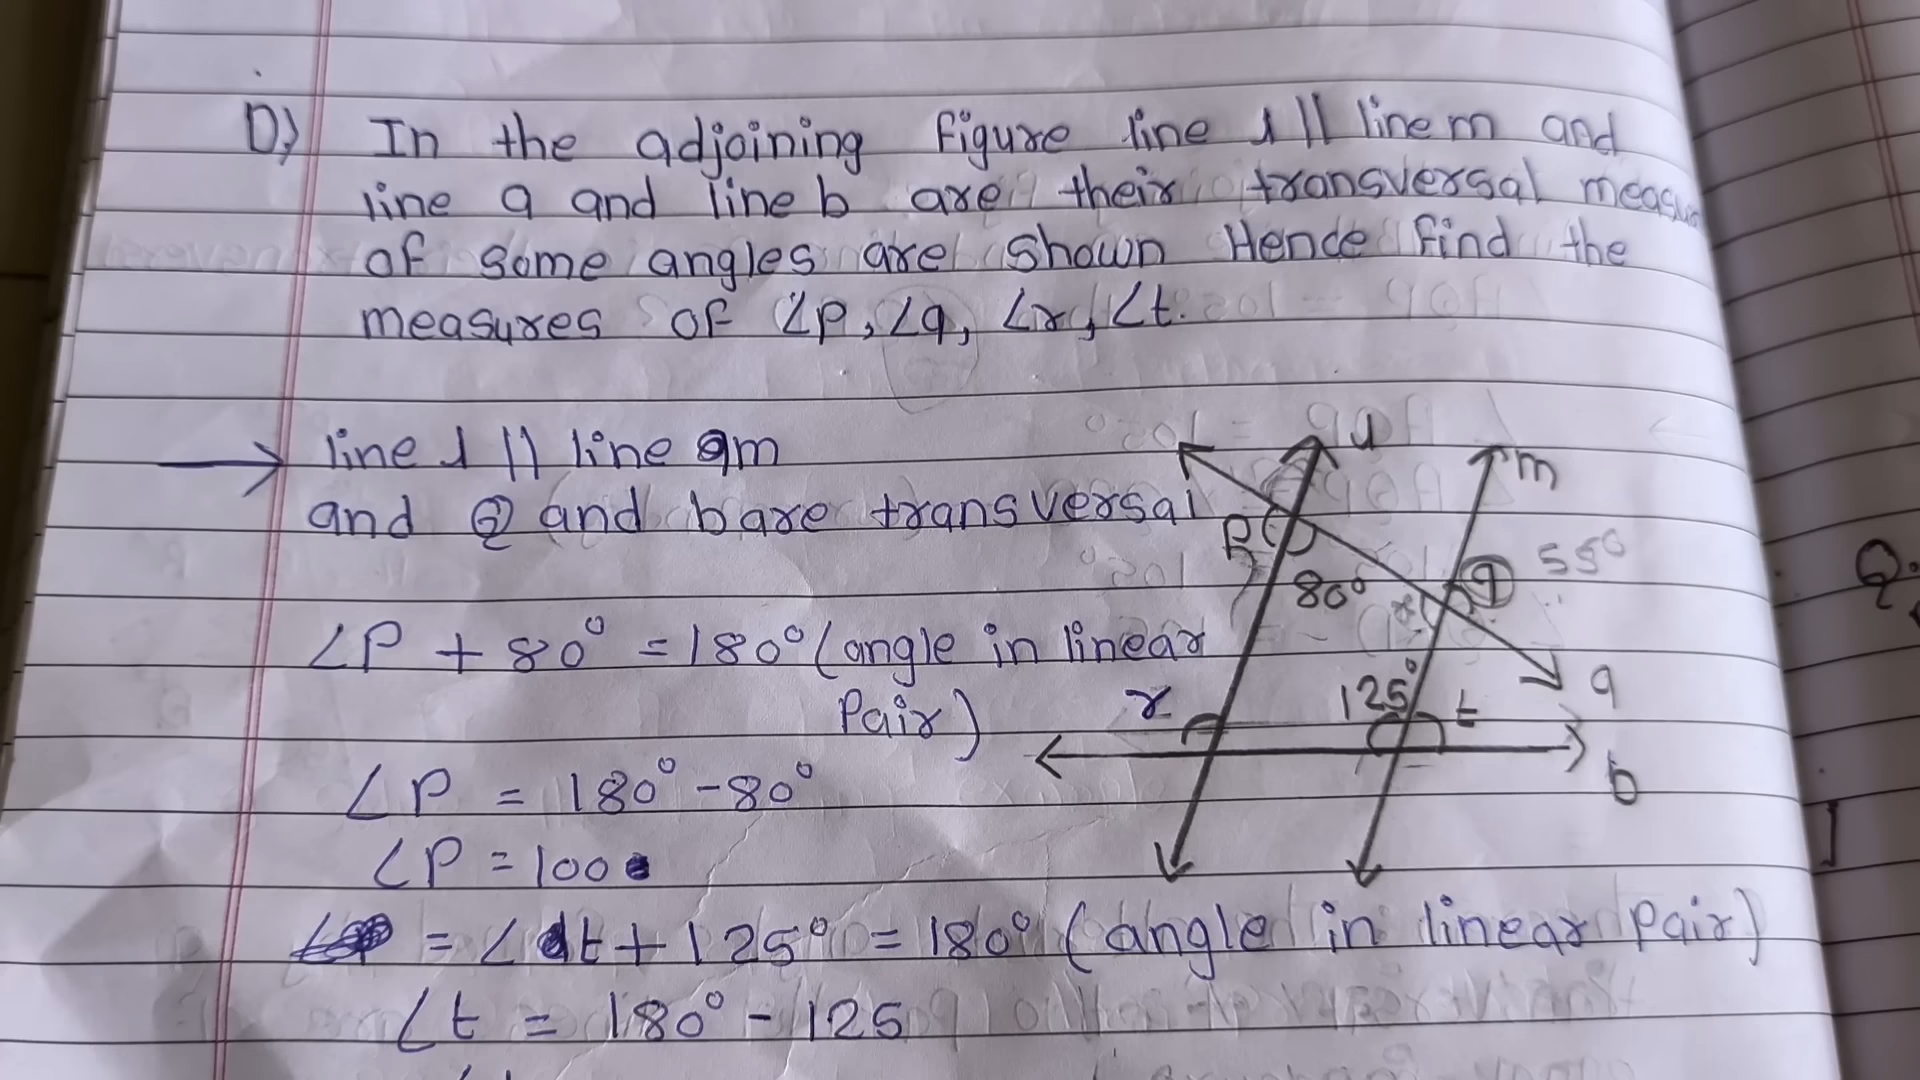 D) In the adjoining figure line l || line m and
line a and line b are their transversal measu
of some angles are shown Hence find the
measures of ∠p, ∠q, ∠r, ∠t.
→ line l || line m
and a and b are transversal
∠P + 80° = 180° (angle in linear
Pair)
∠P = 180° - 80°
∠P = 100
= ∠t + 125° = 180° (angle in linear Pair)
∠t = 180° - 125
l
m
P
80°
q
55°
a
r
125°
t
b
Q.